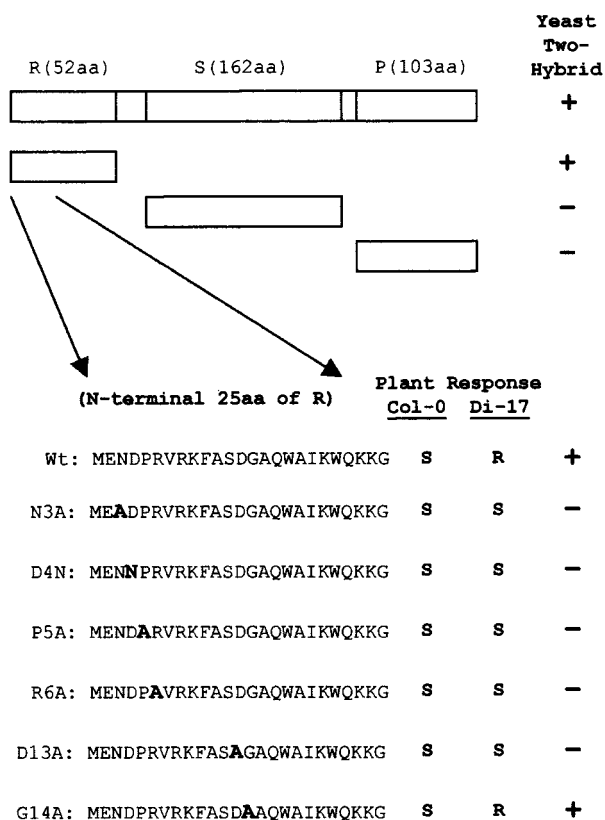 Yeast
Two-
Hybrid
R(52aa) S(162aa) P(103aa)
+
+
−
−
(N-terminal 25aa of R)
Plant Response
Col-0 Di-17
Wt: MENDPRVRKFASDGAQWAIKWQKKG S R +
N3A: MEADPRVRKFASDGAQWAIKWQKKG S S −
D4N: MENNPRVRKFASDGAQWAIKWQKKG S S −
P5A: MENDARVRKFASDGAQWAIKWQKKG S S −
R6A: MENDPAVRKFASDGAQWAIKWQKKG S S −
D13A: MENDPRVRKFASAGAQWAIKWQKKG S S −
G14A: MENDPRVRKFASDAAQWAIKWQKKG S R +